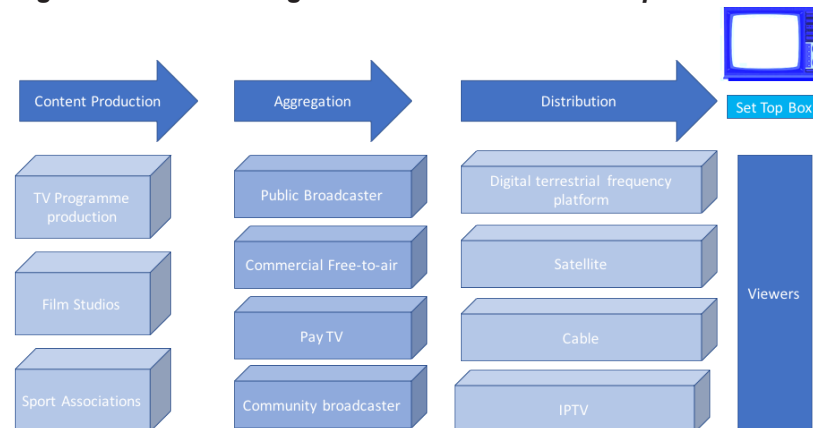 Content Production
Aggregation
Distribution
Set Top Box
TV Programme
production
Public Broadcaster
Digital terrestrial frequency
platform
Commercial Free-to-air
Satellite
Film Studios
Viewers
Pay TV
Cable
Sport Associations
Community broadcaster
IPTV